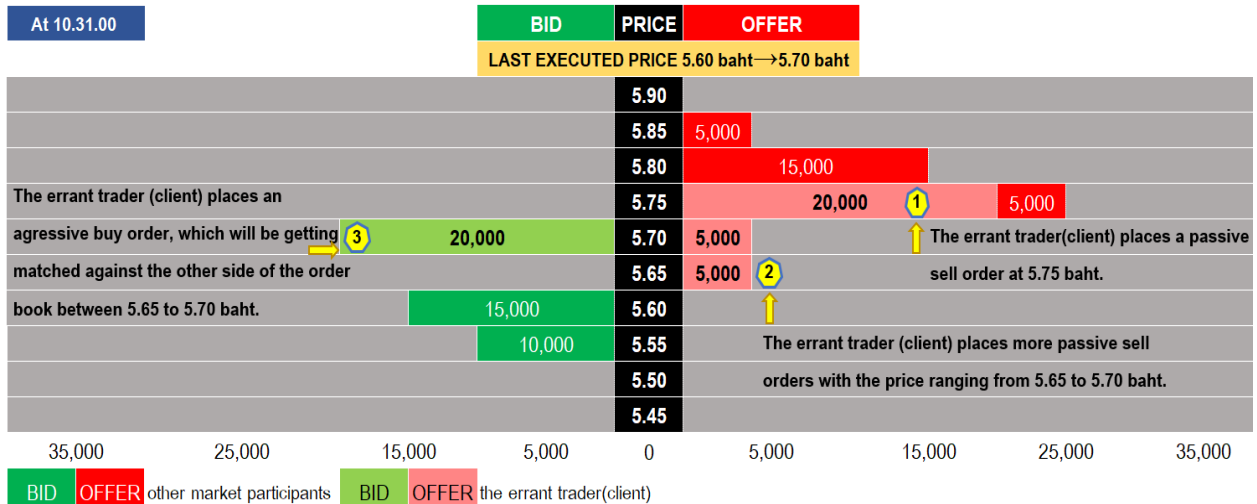 At 10.31.00
BID PRICE OFFER
LAST EXECUTED PRICE 5.60 baht→5.70 baht
5.90
5.85 5,000
5.80 15,000
The errant trader (client) places an
5.75 20,000 1 5,000
agressive buy order, which will be getting 3 20,000 5.70 5,000 The errant trader(client) places a passive
matched against the other side of the order 5.65 5,000 2 sell order at 5.75 baht.
book between 5.65 to 5.70 baht. 15,000 5.60
10,000 5.55 The errant trader (client) places more passive sell
5.50 orders with the price ranging from 5.65 to 5.70 baht.
5.45
35,000 25,000 15,000 5,000 0 5,000 15,000 25,000 35,000
BID OFFER other market participants BID OFFER the errant trader(client)